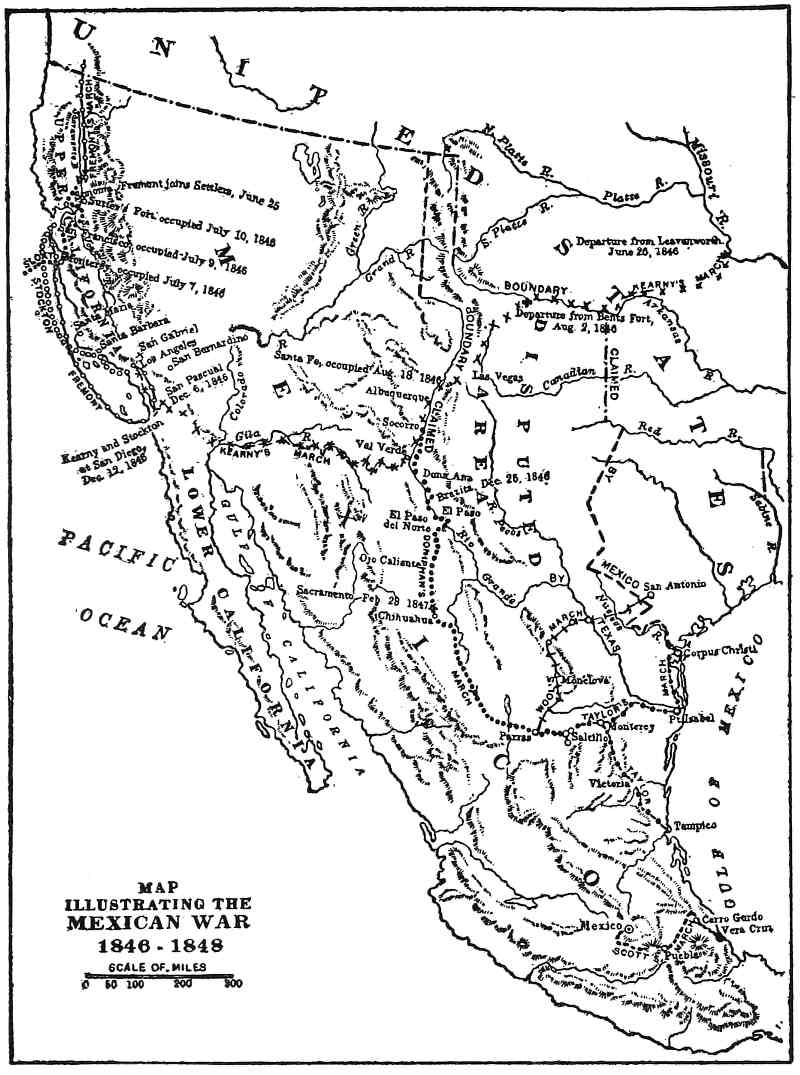 UNITED STATES
UPPER CALIFORNIA
FREMONT'S MARCH
Fremont joins Settlers, June 25
Sutter's Fort occupied July 10, 1846
Francisco, occupied July 9, 1846
Monterey, occupied July 7, 1846
Maria
Santa Barbara
San Gabriel
Los Angeles
San Bernardino
San Pascual
Dec. 6, 1846
FREMONT
Kearny and Stockton
at San Diego,
Dec. 12, 1846
N. Platte R.
Platte R.
S. Platte R.
Missouri R.
Green R.
Grand R.
Departure from Leavenworth
June 26, 1846
BOUNDARY
KEARNY'S MARCH
Arkansas R.
Departure from Bents Fort,
Aug. 2, 1846
BOUNDARY CLAIMED BY TEXAS
CLAIMED BY MEXICO
DISPUTED AREA
Santa Fe, occupied Aug. 18, 1846
Las Vegas
Canadian R.
Albuquerque
Socorro
Val Verde
Colorado R.
Gila R.
KEARNY'S MARCH
Red R.
Sabine R.
Dona Ana
Brazita, Dec. 25, 1846
El Paso
El Paso
del Norte
R. Pecos
Rio Grande
Ojo Caliente
Sacramento Feb 28 1847
Chihuahua
DONIPHAN'S MARCH
San Antonio
Nueces R.
Corpus Christi
MARCH
WOOL'S MARCH
Monclova
TAYLOR'S
Pt. Isabel
Monterey
Parras
Saltillo
Victoria
TAYLOR
Tampico
MEXICO
LOWER CALIFORNIA
GULF OF CALIFORNIA
PACIFIC
OCEAN
GULF OF MEXICO
Mexico
Cerro Gordo
Vera Cruz
Puebla
SCOTT
MARCH
MAP
ILLUSTRATING THE
MEXICAN WAR
1846 - 1848
SCALE OF MILES
0 50 100 200 300